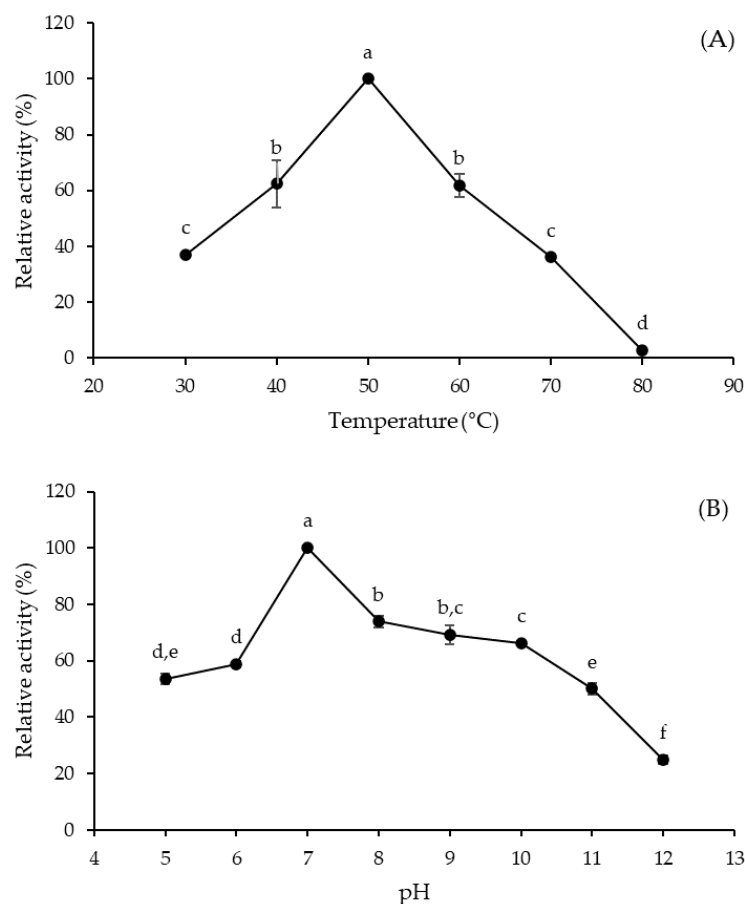 (A)
Relative activity (%)
120
100
80
60
40
20
0
a
b
b
c
c
d
20 30 40 50 60 70 80 90
Temperature (°C)
(B)
Relative activity (%)
120
100
80
60
40
20
0
a
b
b,c
c
d,e
d
e
f
4 5 6 7 8 9 10 11 12 13
pH